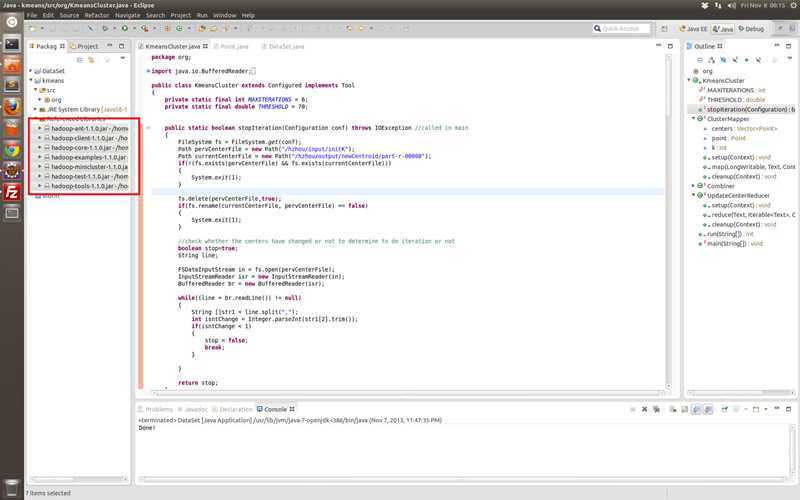 Java - kmeans/src/org/KmeansCluster.java - Eclipse
Fri Nov 8 00:15
File Edit Source Refactor Navigate Search Project Run Window Help
Quick Access
Java EE
Java
Debug
Packag
Project
DataSet
kmeans
src
org
JRE System Library [JavaSE-1
Referenced Libraries
hadoop-ant-1.1.0.jar - /home
hadoop-client-1.1.0.jar - /ho
hadoop-core-1.1.0.jar - /hom
hadoop-examples-1.1.0.jar
hadoop-minicluster-1.1.0.jar
hadoop-test-1.1.0.jar - /hom
hadoop-tools-1.1.0.jar - /hom
storm
KmeansCluster.java
Point.java
DataSet.java
package org;
import java.io.BufferedReader;
public class KmeansCluster extends Configured implements Tool
{
private static final int MAXITERATIONS = 6;
private static final double THRESHOLD = 70;
public static boolean stopIteration(Configuration conf) throws IOException //called in main
{
FileSystem fs = FileSystem.get(conf);
Path pervCenterFile = new Path("/hzhou/input/initK");
Path currentCenterFile = new Path("/hzhou/output/newCentroid/part-r-00000");
if(!(fs.exists(pervCenterFile) && fs.exists(currentCenterFile)))
{
System.exit(1);
}
fs.delete(pervCenterFile,true);
if(fs.rename(currentCenterFile, pervCenterFile) == false)
{
System.exit(1);
}
//check whether the centers have changed or not to determine to do iteration or not
boolean stop=true;
String line;
FSDataInputStream in = fs.open(pervCenterFile);
InputStreamReader isr = new InputStreamReader(in);
BufferedReader br = new BufferedReader(isr);
while((line = br.readLine()) != null)
{
String []str1 = line.split(",");
int isntChange = Integer.parseInt(str1[2].trim());
if(isntChange < 1)
{
stop = false;
break;
}
}
return stop;
Outline
org
KmeansCluster
MAXITERATIONS : int
THRESHOLD : double
stopIteration(Configuration) : bool
ClusterMapper
centers : Vector<Point>
point : Point
k : int
setup(Context) : void
map(LongWritable, Text, Con
cleanup(Context) : void
Combiner
UpdateCenterReducer
setup(Context) : void
reduce(Text, Iterable<Text>, C
cleanup(Context) : void
run(String[]) : int
main(String[]) : void
Problems
Javadoc
Declaration
Console
<terminated> DataSet [Java Application] /usr/lib/jvm/java-7-openjdk-i386/bin/java (Nov 7, 2013, 11:47:35 PM)
Done!
7 items selected